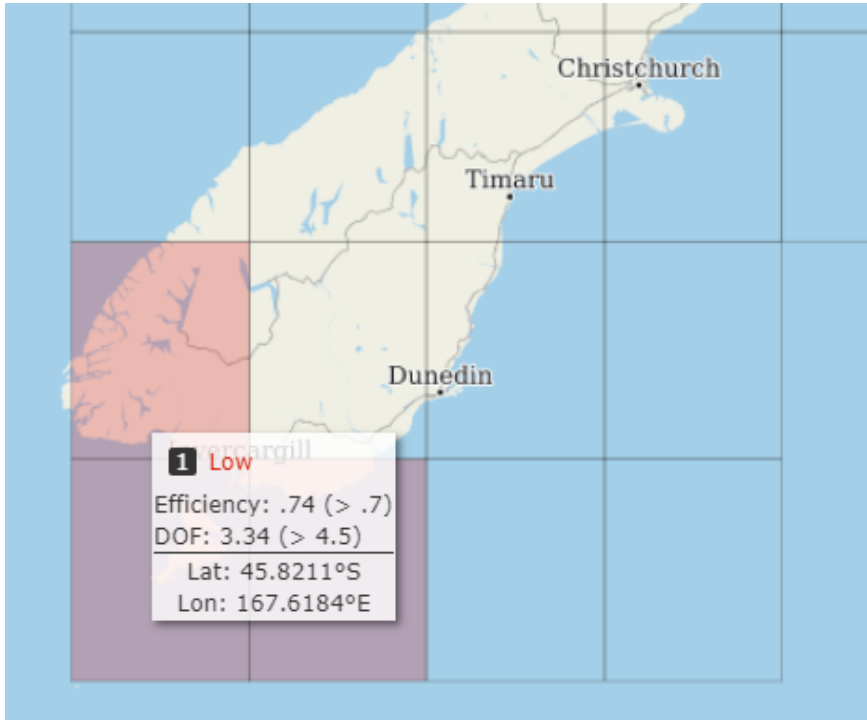 Christchurch
Timaru
Dunedin
Invercargill
1 Low
Efficiency: .74 (> .7)
DOF: 3.34 (> 4.5)
Lat: 45.8211°S
Lon: 167.6184°E